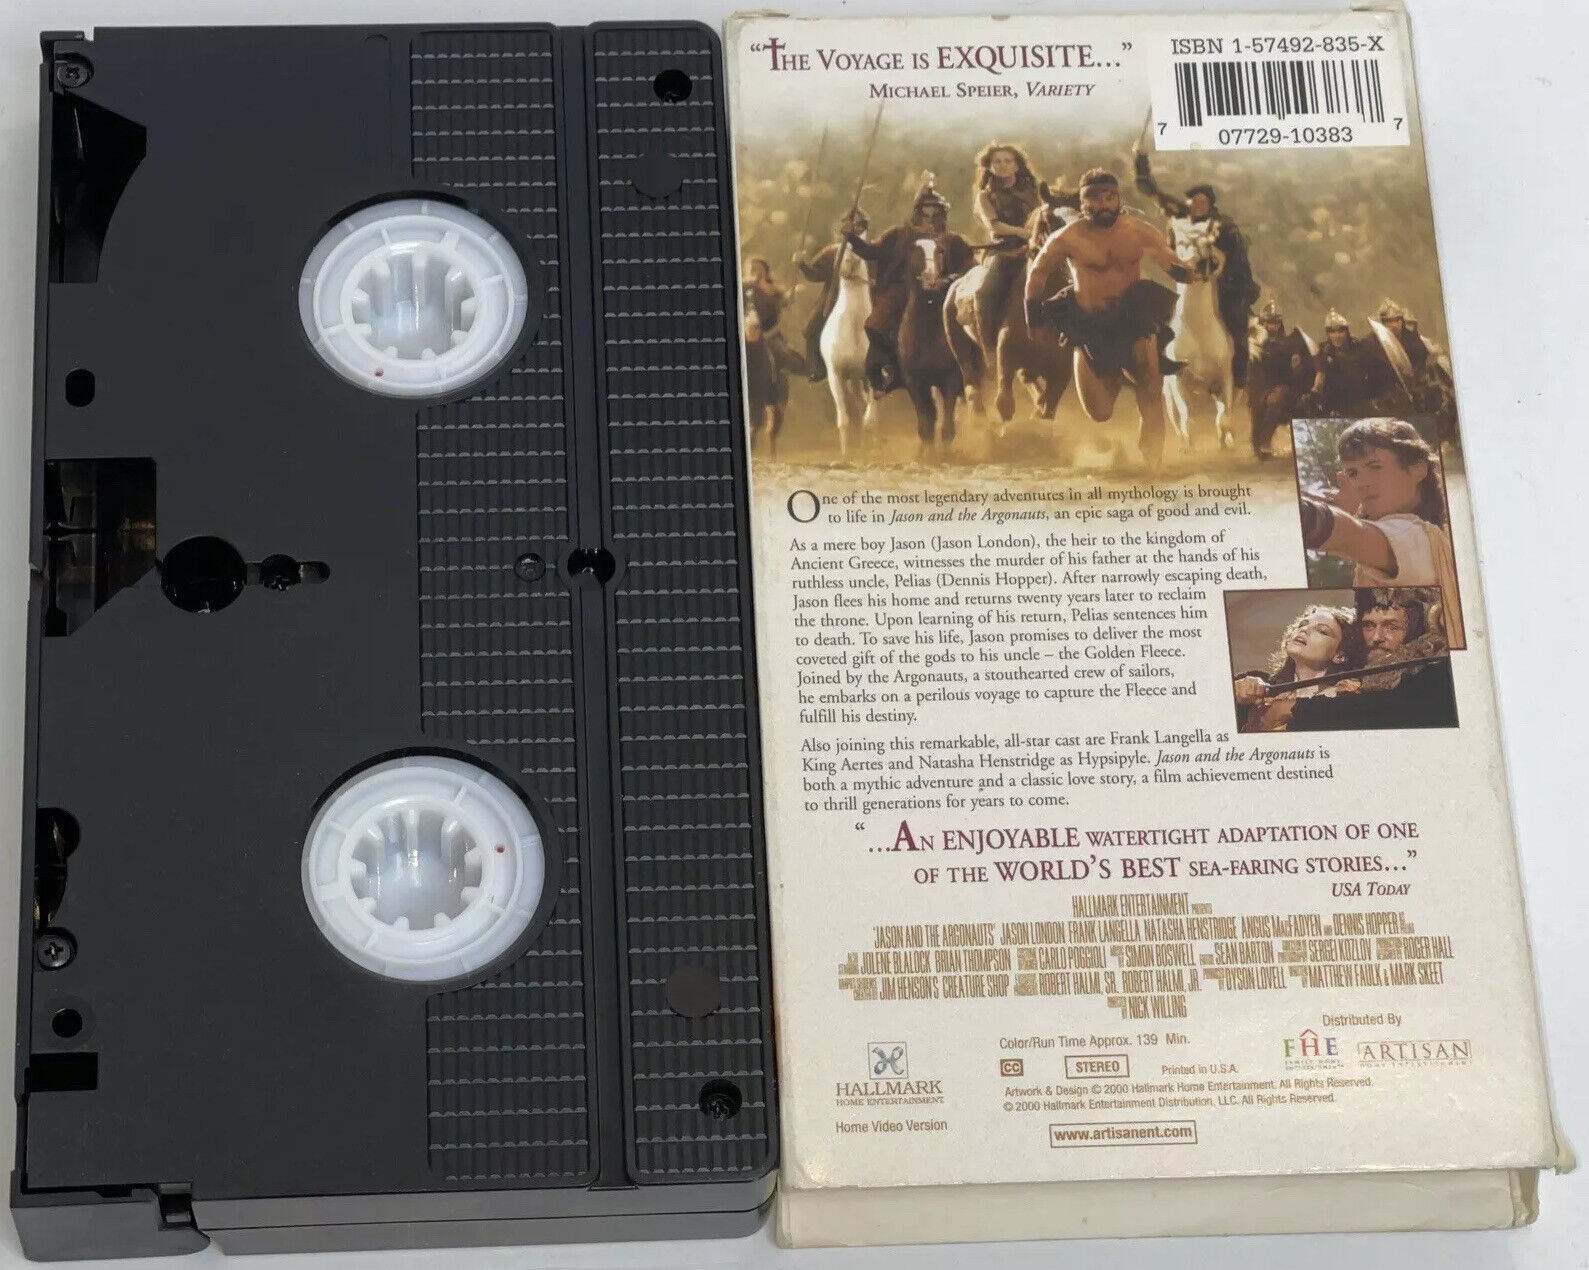 “THE VOYAGE IS EXQUISITE...”
MICHAEL SPEIER, VARIETY
ISBN 1-57492-835-X
7 07729-10383 7
One of the most legendary adventures in all mythology is brought
to life in Jason and the Argonauts, an epic saga of good and evil.
As a mere boy Jason (Jason London), the heir to the kingdom of
Ancient Greece, witnesses the murder of his father at the hands of his
ruthless uncle, Pelias (Dennis Hopper). After narrowly escaping death,
Jason flees his home and returns twenty years later to reclaim
the throne. Upon learning of his return, Pelias sentences him
to death. To save his life, Jason promises to deliver the most
coveted gift of the gods to his uncle – the Golden Fleece.
Joined by the Argonauts, a stouthearted crew of sailors,
he embarks on a perilous voyage to capture the Fleece and
fulfill his destiny.
Also joining this remarkable, all-star cast are Frank Langella as
King Aertes and Natasha Henstridge as Hypsipyle. Jason and the Argonauts is
both a mythic adventure and a classic love story, a film achievement destined
to thrill generations for years to come.
“...AN ENJOYABLE WATERTIGHT ADAPTATION OF ONE
OF THE WORLD'S BEST SEA-FARING STORIES...”
USA TODAY
HALLMARK ENTERTAINMENT PRESENTS
'JASON AND THE ARGONAUTS' JASON LONDON FRANK LANGELLA NATASHA HENSTRIDGE ANGUS MACFADYEN AND DENNIS HOPPER
JOLENE BLALOCK BRIAN THOMPSON CARLO POGGIOLI SIMON BOSWELL SEAN BARTON SERGEI KOZLOV ROGER HALL
JIM HENSON'S CREATURE SHOP ROBERT HALMI, SR. ROBERT HALMI, JR. DYSON LOVELL MATTHEW FAULK & MARK SKEET
NICK WILLING
Distributed By
Color/Run Time Approx. 139 Min.
FHE
FAMILY HOME ENTERTAINMENT
ARTISAN
HOME ENTERTAINMENT
HALLMARK
HOME ENTERTAINMENT
Home Video Version
CC
STEREO
Printed in U.S.A.
Artwork & Design © 2000 Hallmark Home Entertainment. All Rights Reserved.
© 2000 Hallmark Entertainment Distribution, LLC. All Rights Reserved.
www.artisanent.com